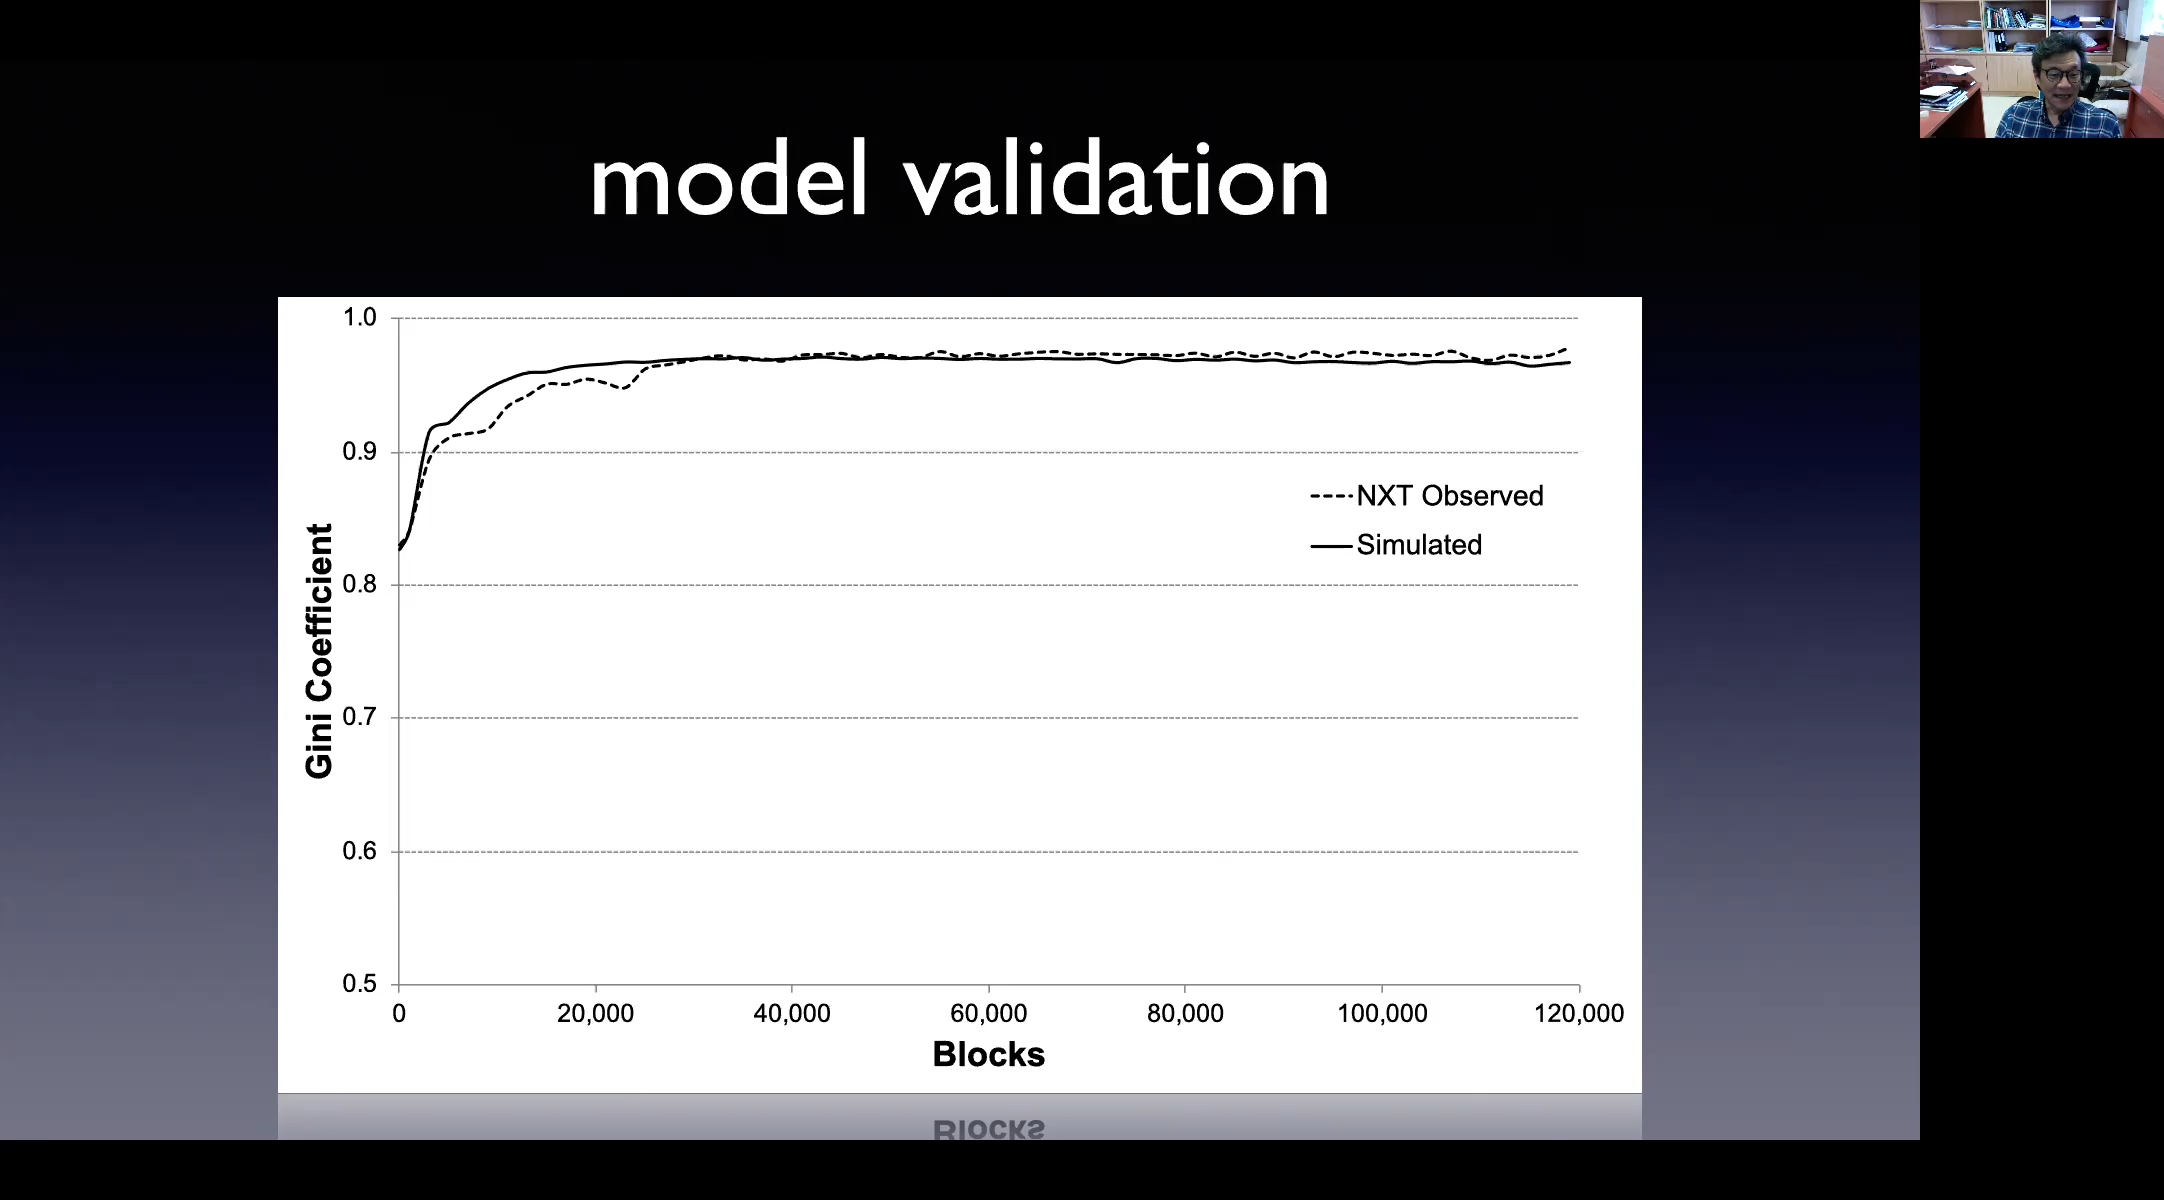 model validation
1.0
0.9
0.8
0.7
0.6
0.5
Gini Coefficient
NXT Observed
Simulated
0 20,000 40,000 60,000 80,000 100,000 120,000
Blocks
Blocks